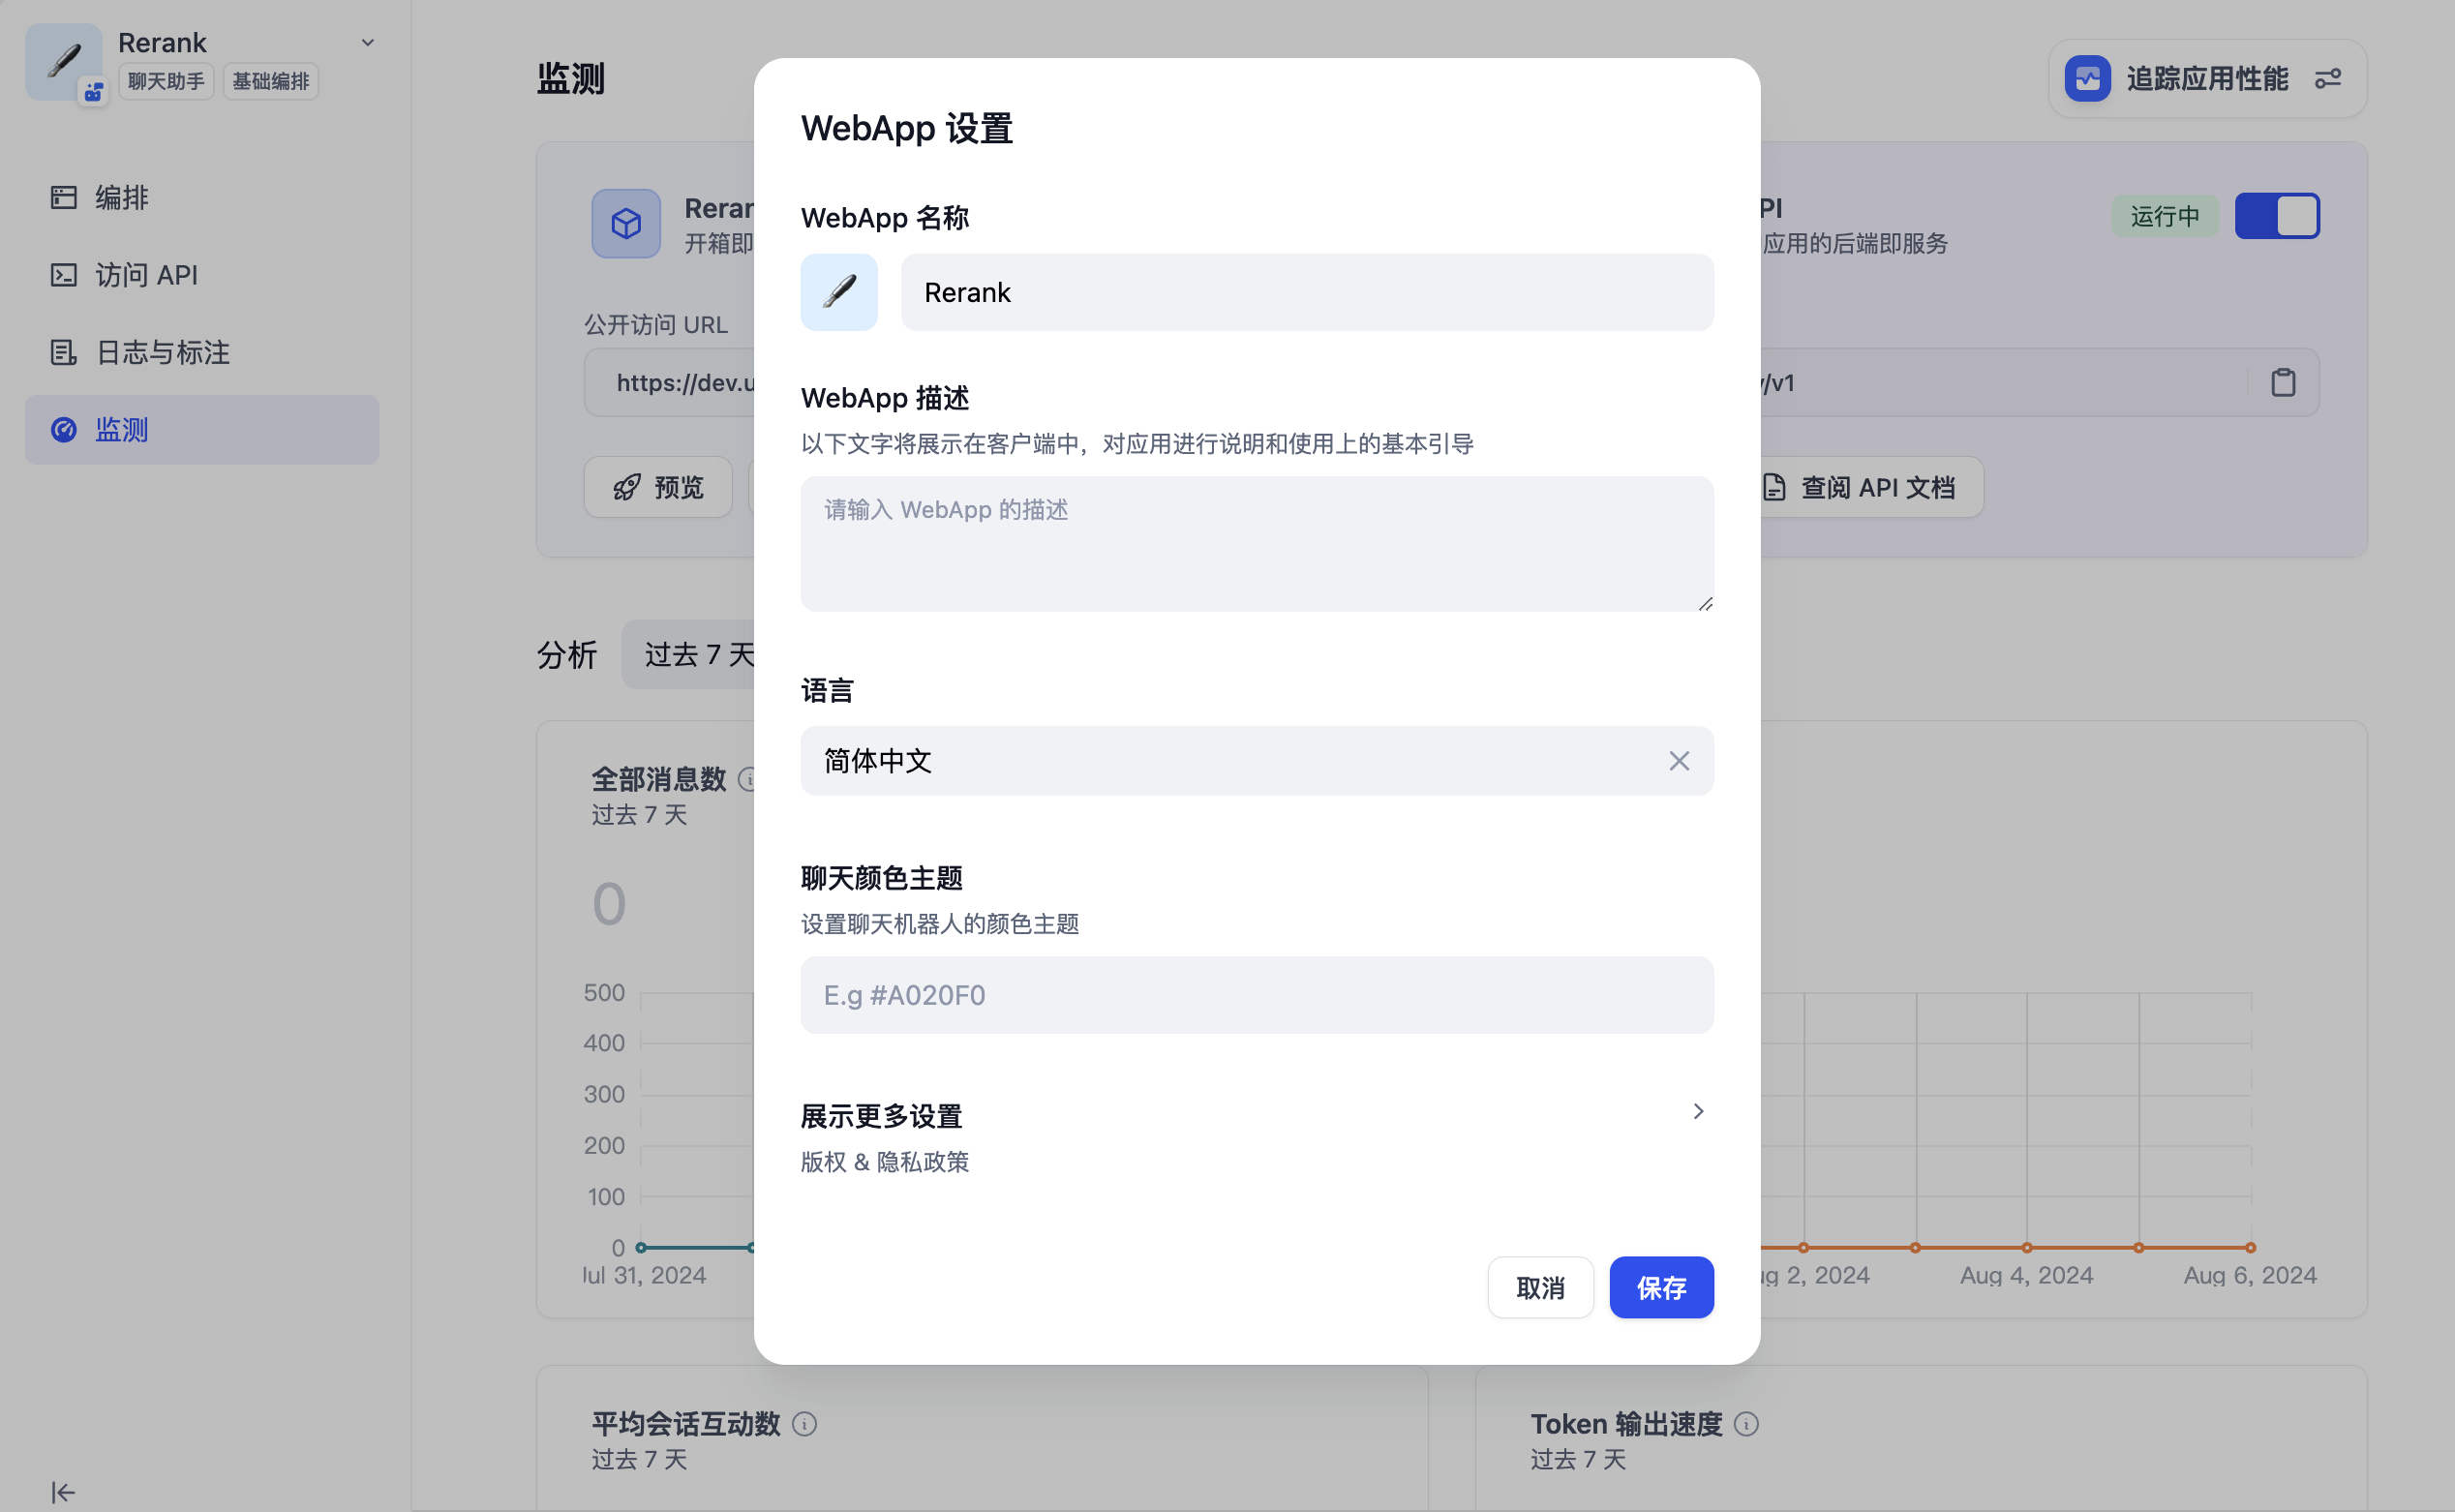 Rerank
聊天助手
基础编排
编排
访问 API
日志与标注
监测
监测
追踪应用性能
开箱即
公开访问 URL
https://dev.u
预览
运行中
应用的后端即服务
/v1
查阅 API 文档
分析
过去 7 天
全部消息数
过去 7 天
0
500
400
300
200
100
0
Jul 31, 2024
Aug 4, 2024
Aug 6, 2024
平均会话互动数
过去 7 天
Token 输出速度
过去 7 天
WebApp 设置
WebApp 名称
Rerank
WebApp 描述
以下文字将展示在客户端中，对应用进行说明和使用上的基本引导
请输入 WebApp 的描述
语言
简体中文
聊天颜色主题
设置聊天机器人的颜色主题
E.g #A020F0
展示更多设置
版权 & 隐私政策
取消
保存